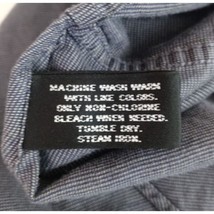 MACHINE WASH WARM
WITH LIKE COLORS.
ONLY NON-CHLORINE
BLEACH WHEN NEEDED.
TUMBLE DRY.
STEAM IRON.